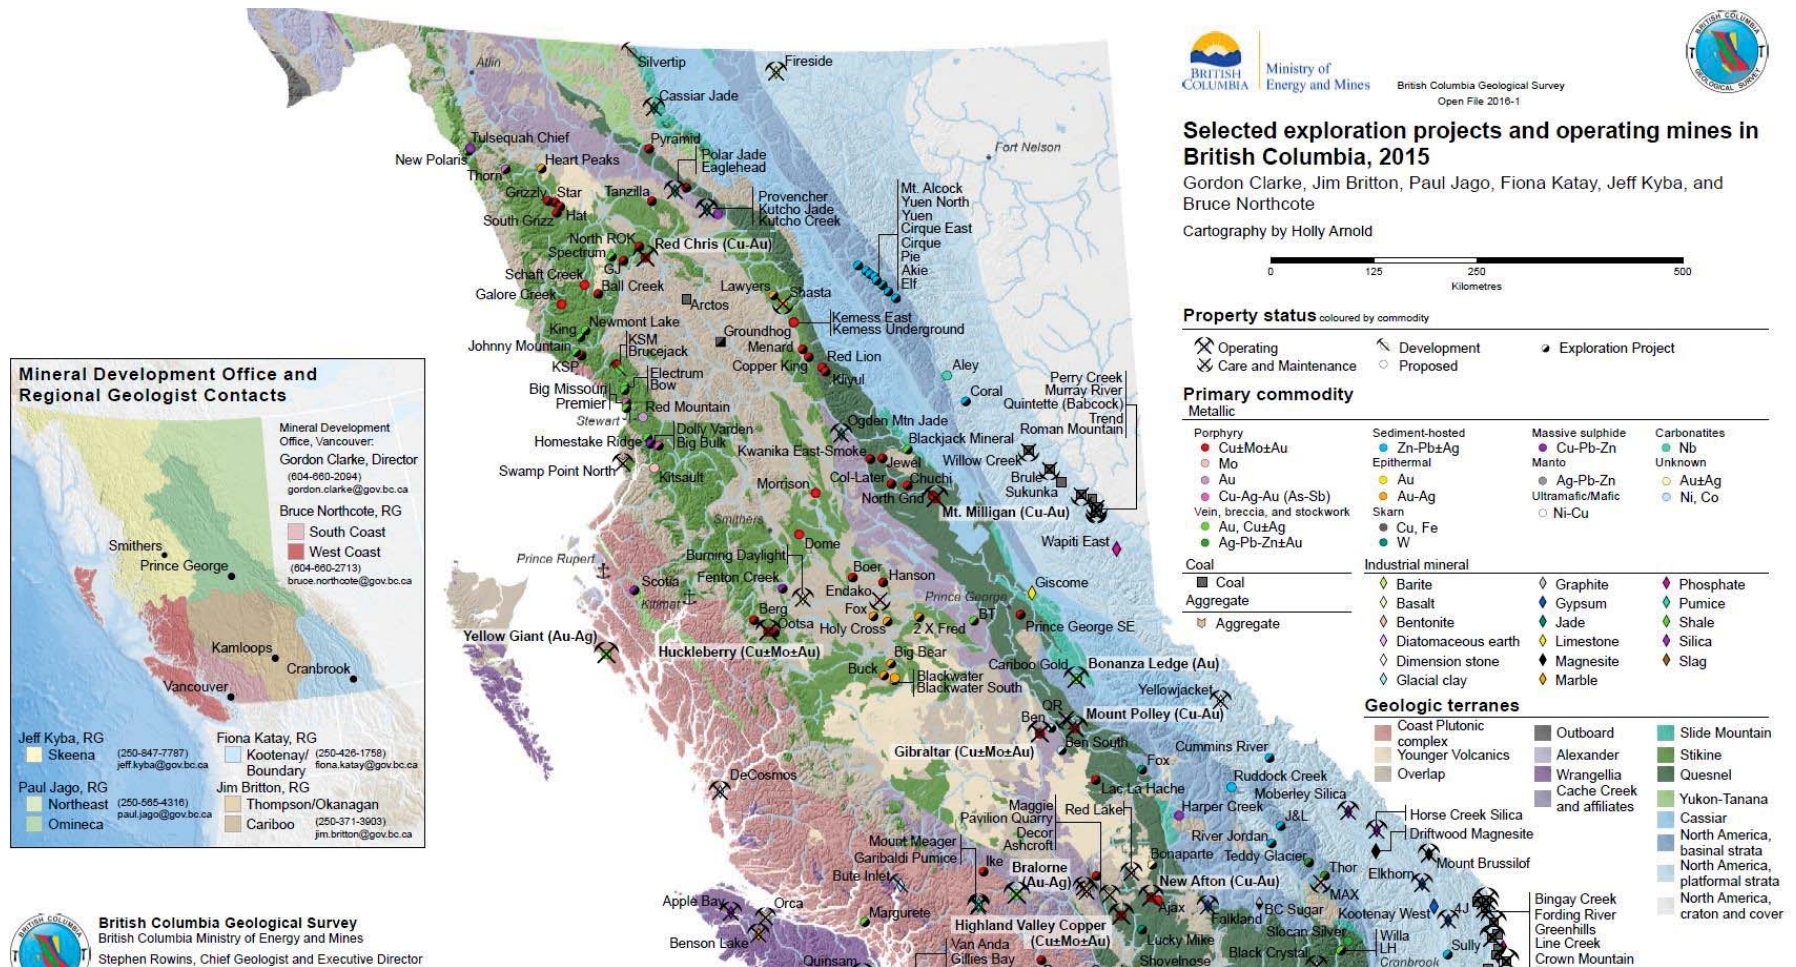 BRITISH COLUMBIA
Ministry of Energy and Mines
British Columbia Geological Survey
Open File 2016-1
BRITISH COLUMBIA
GEOLOGICAL SURVEY
Selected exploration projects and operating mines in
British Columbia, 2015
Gordon Clarke, Jim Britton, Paul Jago, Fiona Katay, Jeff Kyba, and
Bruce Northcote
Cartography by Holly Arnold
0 125 250 500
Kilometres
Property status coloured by commodity
Operating
Development
Exploration Project
Care and Maintenance
Proposed
Primary commodity
Metallic
Porphyry
Cu±Mo±Au
Mo
Au
Cu-Ag-Au (As-Sb)
Vein, breccia, and stockwork
Au, Cu±Ag
Ag-Pb-Zn±Au
Sediment-hosted
Zn-Pb±Ag
Epithermal
Au
Au-Ag
Skarn
Cu, Fe
W
Massive sulphide
Cu-Pb-Zn
Manto
Ag-Pb-Zn
Ultramafic/Mafic
Ni-Cu
Carbonatites
Nb
Unknown
Au±Ag
Ni, Co
Coal
Coal
Aggregate
Aggregate
Industrial mineral
Barite
Basalt
Bentonite
Diatomaceous earth
Dimension stone
Glacial clay
Graphite
Gypsum
Jade
Limestone
Magnesite
Marble
Phosphate
Pumice
Shale
Silica
Slag
Geologic terranes
Coast Plutonic
complex
Younger Volcanics
Overlap
Outboard
Alexander
Wrangellia
Cache Creek
and affiliates
Slide Mountain
Stikine
Quesnel
Yukon-Tanana
Cassiar
North America,
basinal strata
North America,
platformal strata
North America,
craton and cover
Atlin
Silvertip
Fireside
Cassiar Jade
Tulsequah Chief
New Polaris
Thorn
Heart Peaks
Pyramid
Polar Jade
Eaglehead
Fort Nelson
Grizzly
Star
Tanzilla
South Grizz
Hat
Provencher
Kutcho Jade
Kutcho Creek
Mt. Alcock
Yuen North
Yuen
Cirque East
Cirque
Pie
Akie
Elf
North ROK
Red Chris (Cu-Au)
Spectrum
GJ
Schaft Creek
Ball Creek
Galore Creek
Lawyers
Shasta
Arctos
King
Newmont Lake
Kemess East
Kemess Underground
Groundhog
Johnny Mountain
KSM
Brucejack
Menard
Red Lion
KSP
Copper King
Kliyul
Aley
Electrum
Bow
Big Missouri
Premier
Coral
Red Mountain
Stewart
Perry Creek
Murray River
Quintette (Babcock)
Trend
Roman Mountain
Dolly Varden
Big Bulk
Homestake Ridge
Ogden Mtn Jade
Blackjack Mineral
Kwanika East-Smoke
Jewel
Willow Creek
Swamp Point North
Kitsault
Col-Later
Chuchi
Brule
Sukunka
Morrison
North Grid
Mt. Milligan (Cu-Au)
Smithers
Dome
Wapiti East
Prince Rupert
Burning Daylight
Boer
Hanson
Scotia
Fenton Creek
Endako
Giscome
Kitimat
Prince George
Berg
Ootsa
Fox
Holy Cross
2 X Fred
BT
Prince George SE
Yellow Giant (Au-Ag)
Huckleberry (Cu±Mo±Au)
Big Bear
Buck
Blackwater
Blackwater South
Cariboo Gold
Bonanza Ledge (Au)
Yellowjacket
QR
Ben
Mount Polley (Cu-Au)
Gibraltar (Cu±Mo±Au)
Ben South
Cummins River
Fox
DeCosmos
Lac La Hache
Ruddock Creek
Moberley Silica
Maggie
Pavilion Quarry
Decor
Ashcroft
Red Lake
Harper Creek
J&L
Horse Creek Silica
Driftwood Magnesite
River Jordan
Mount Meager
Garibaldi Pumice
Ike
Bonaparte
Teddy Glacier
Thor
Mount Brussilof
Bute Inlet
Bralorne
(Au-Ag)
New Afton (Cu-Au)
MAX
Elkhorn
Apple Bay
Orca
Margurete
Ajax
Falkland
BC Sugar
Kootenay West
4J
Bingay Creek
Fording River
Greenhills
Line Creek
Crown Mountain
Highland Valley Copper
(Cu±Mo±Au)
Benson Lake
Lucky Mike
Slocan Silver
Willa
LH
Sully
Black Crystal
Van Anda
Gillies Bay
Quinsam
Shovelnose
Cranbrook
Mineral Development Office and
Regional Geologist Contacts
Mineral Development
Office, Vancouver:
Gordon Clarke, Director
(604-660-2094)
gordon.clarke@gov.bc.ca
Bruce Northcote, RG
South Coast
West Coast
(604-660-2713)
bruce.northcote@gov.bc.ca
Smithers
Prince George
Kamloops
Cranbrook
Vancouver
Jeff Kyba, RG
Skeena
(250-847-7787)
jeff.kyba@gov.bc.ca
Paul Jago, RG
Northeast
Omineca
(250-565-4316)
paul.jago@gov.bc.ca
Fiona Katay, RG
Kootenay/
Boundary
(250-426-1758)
fiona.katay@gov.bc.ca
Jim Britton, RG
Thompson/Okanagan
Cariboo
(250-371-3903)
jim.britton@gov.bc.ca
British Columbia Geological Survey
British Columbia Ministry of Energy and Mines
Stephen Rowins, Chief Geologist and Executive Director